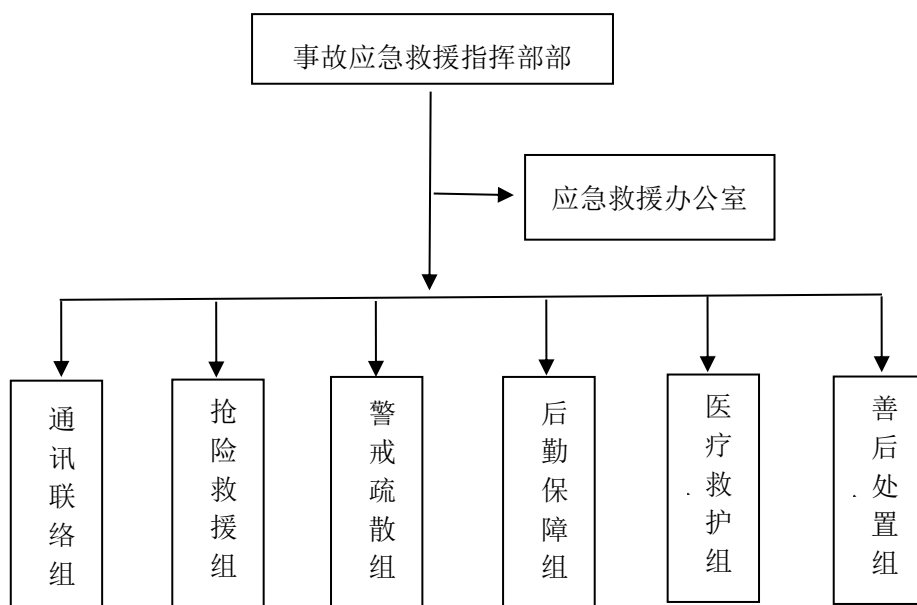 事故应急救援指挥部部
应急救援办公室
通讯联络组
抢险救援组
警戒疏散组
后勤保障组
医疗救护组
善后处置组